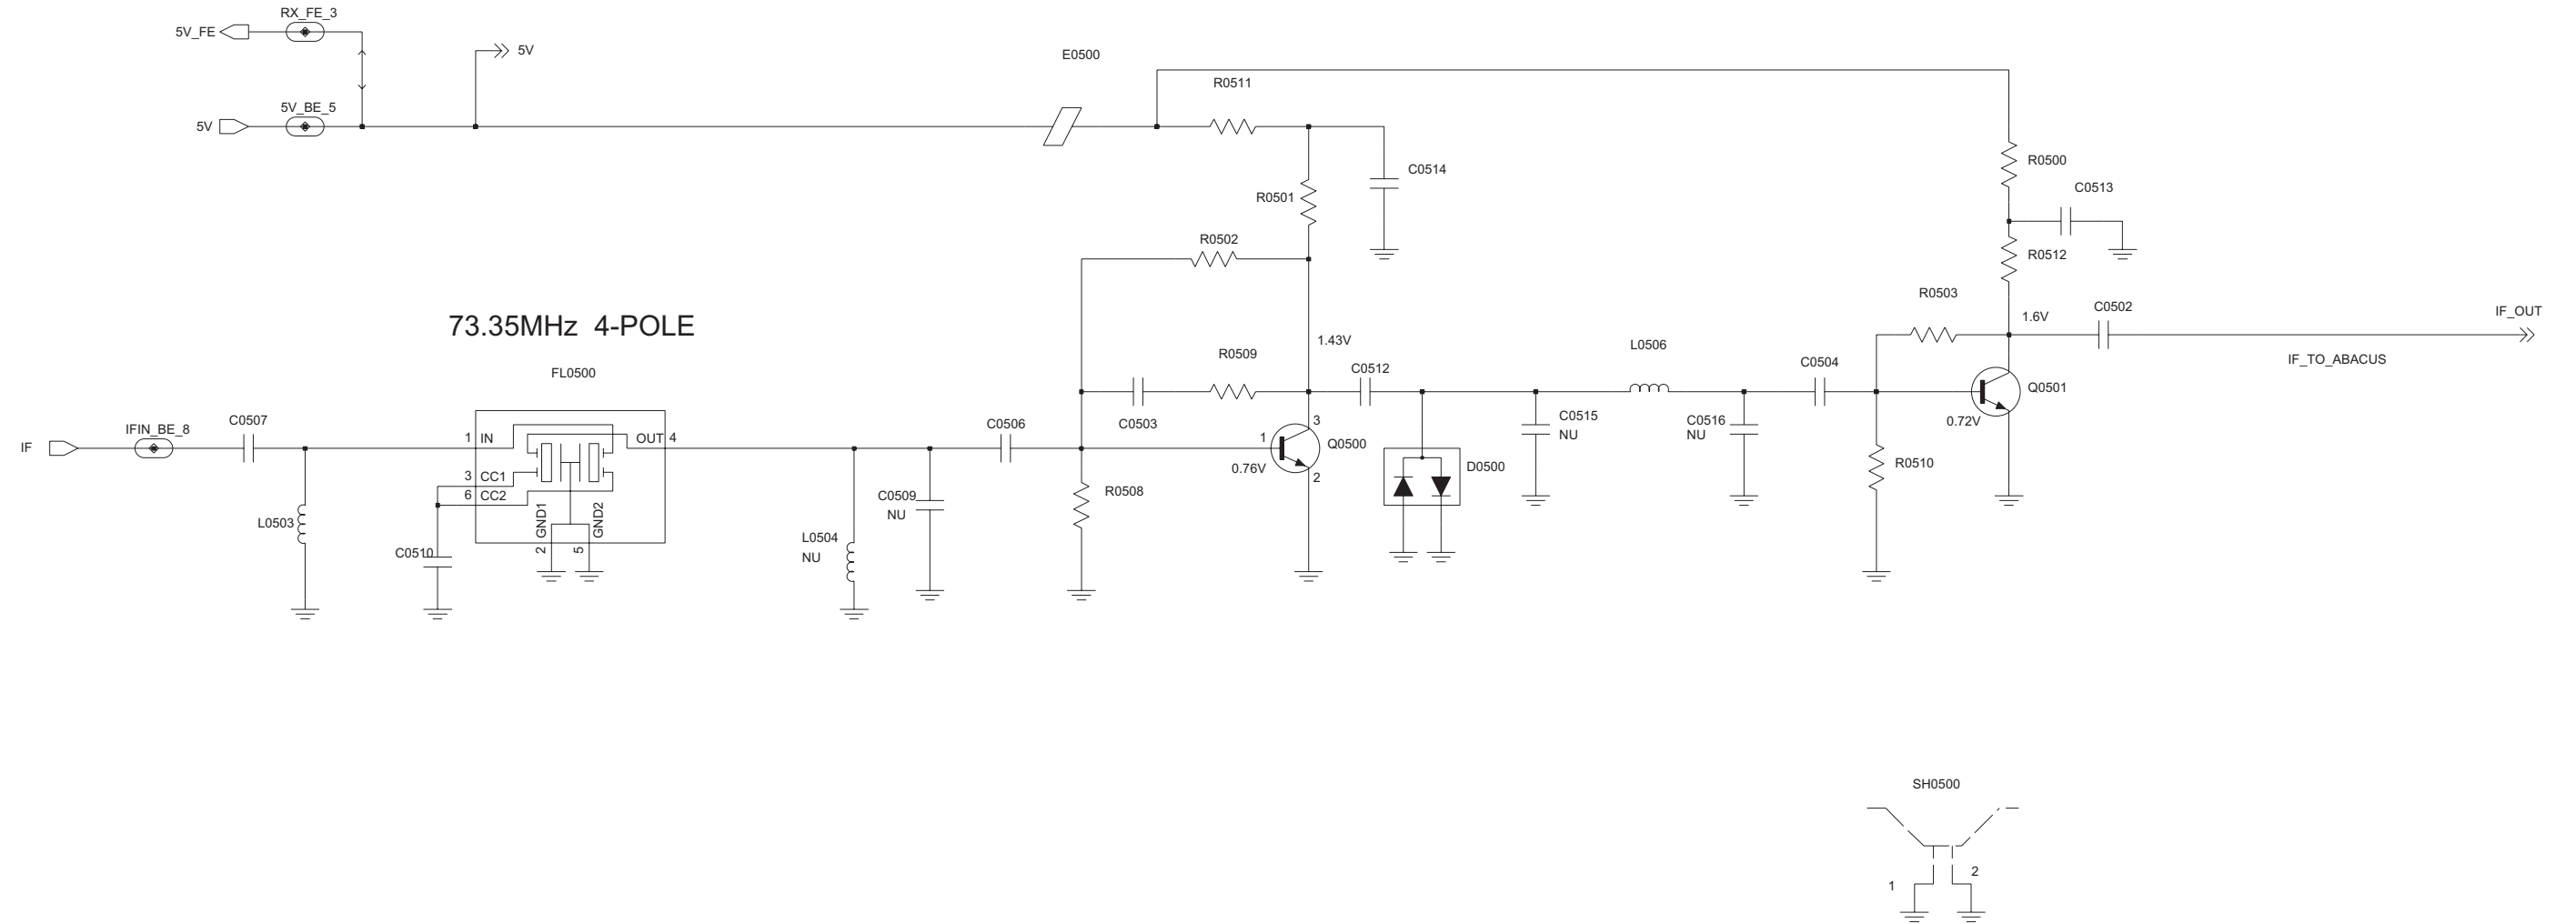 RX_FE_3
5V_FE
5V
E0500
R0511
5V_BE_5
5V
R0500
C0514
C0513
R0501
R0502
R0512
R0503
C0502
IF_OUT
73.35MHz 4-POLE
1.6V
1.43V
L0506
R0509
IF_TO_ABACUS
FL0500
C0512
C0504
Q0501
C0507
IFIN_BE_8
C0506
C0503
C0515
NU
C0516
NU
0.72V
3
IF
1 IN
OUT 4
1
Q0500
0.76V
D0500
R0510
3 CC1
6 CC2
2
R0508
C0509
NU
L0503
GND1
GND2
L0504
NU
C0510
2
5
SH0500
1
2